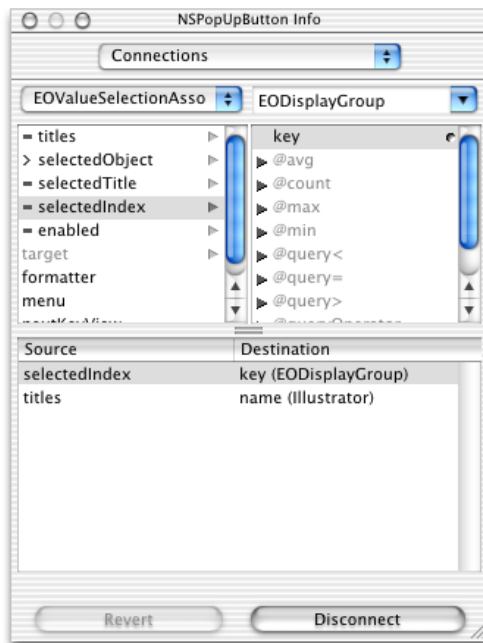 NSPopUpButton Info
Connections
EOValueSelectionAsso
EODisplayGroup
= titles
> selectedObject
= selectedTitle
= selectedIndex
= enabled
target
formatter
menu
key
@avg
@count
@max
@min
@query<
@query=
@query>
Source Destination
selectedIndex key (EODisplayGroup)
titles name (Illustrator)
Revert Disconnect